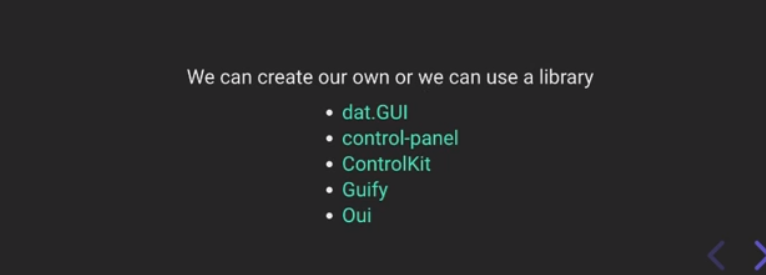 We can create our own or we can use a library
• dat.GUI
• control-panel
• ControlKit
• Guify
• Oui